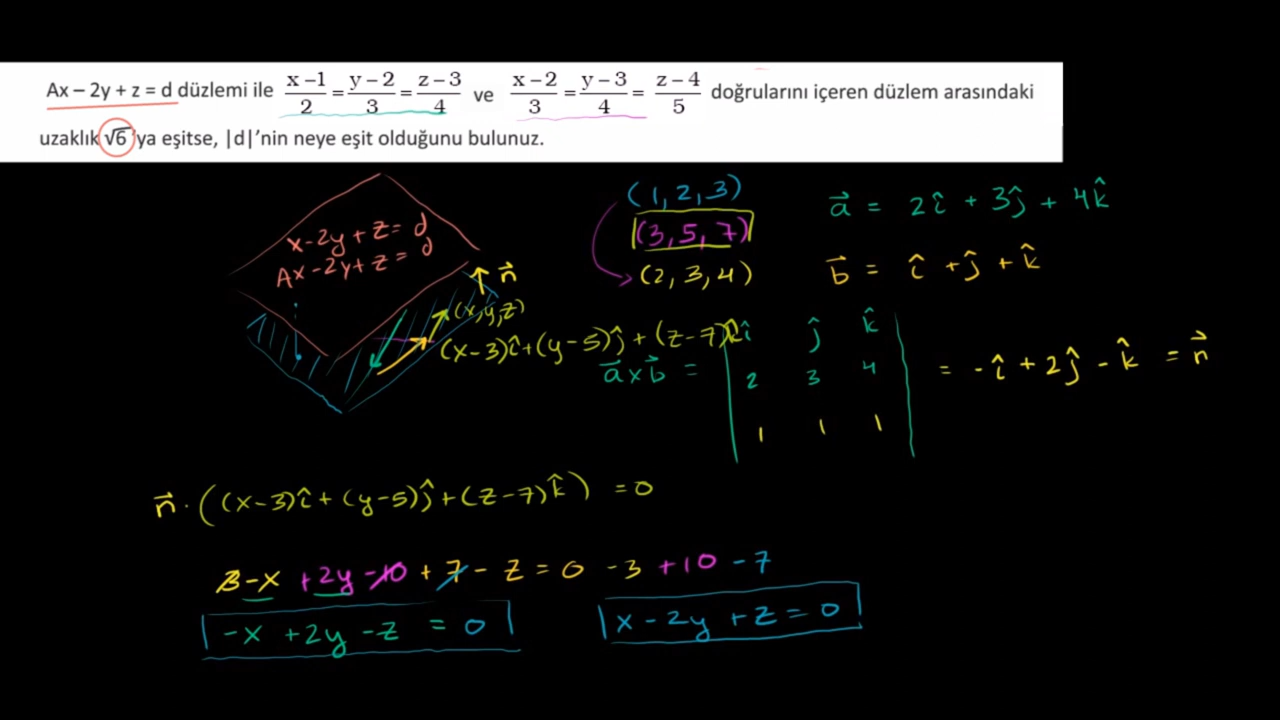 Ax – 2y + z = d düzlemi ile (x–1)/2 = (y–2)/3 = (z–3)/4 ve (x–2)/3 = (y–3)/4 = (z–4)/5 doğrularını içeren düzlem arasındaki
uzaklık √6'ya eşitse, |d|'nin neye eşit olduğunu bulunuz.
(1, 2, 3)
(3, 5, 7)
(2, 3, 4)
a⃗ = 2î + 3ĵ + 4k̂
b⃗ = î + ĵ + k̂
x-2y+z=d
Ax-2y+z=d
n⃗
(x,y,z)
(x-3)î+(y-5)ĵ+(z-7)k̂
a⃗ x b⃗ =
î ĵ k̂
2 3 4
1 1 1
= -î + 2ĵ - k̂ = n⃗
n⃗ · ((x-3)î+(y-5)ĵ+(z-7)k̂) = 0
3-x +2y-10 + 7 - z = 0 -3 +10 -7
-x +2y -z = 0
x - 2y + z = 0